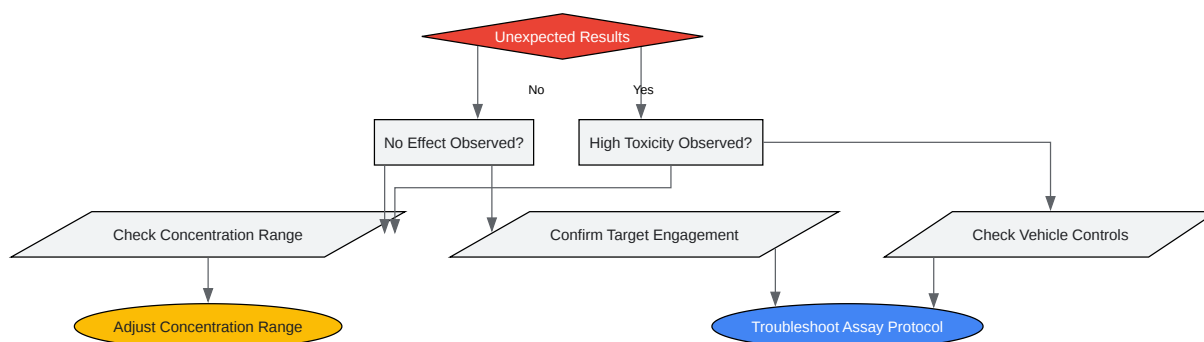 Unexpected Results
No
Yes
No Effect Observed?
High Toxicity Observed?
Check Concentration Range
Confirm Target Engagement
Check Vehicle Controls
Adjust Concentration Range
Troubleshoot Assay Protocol